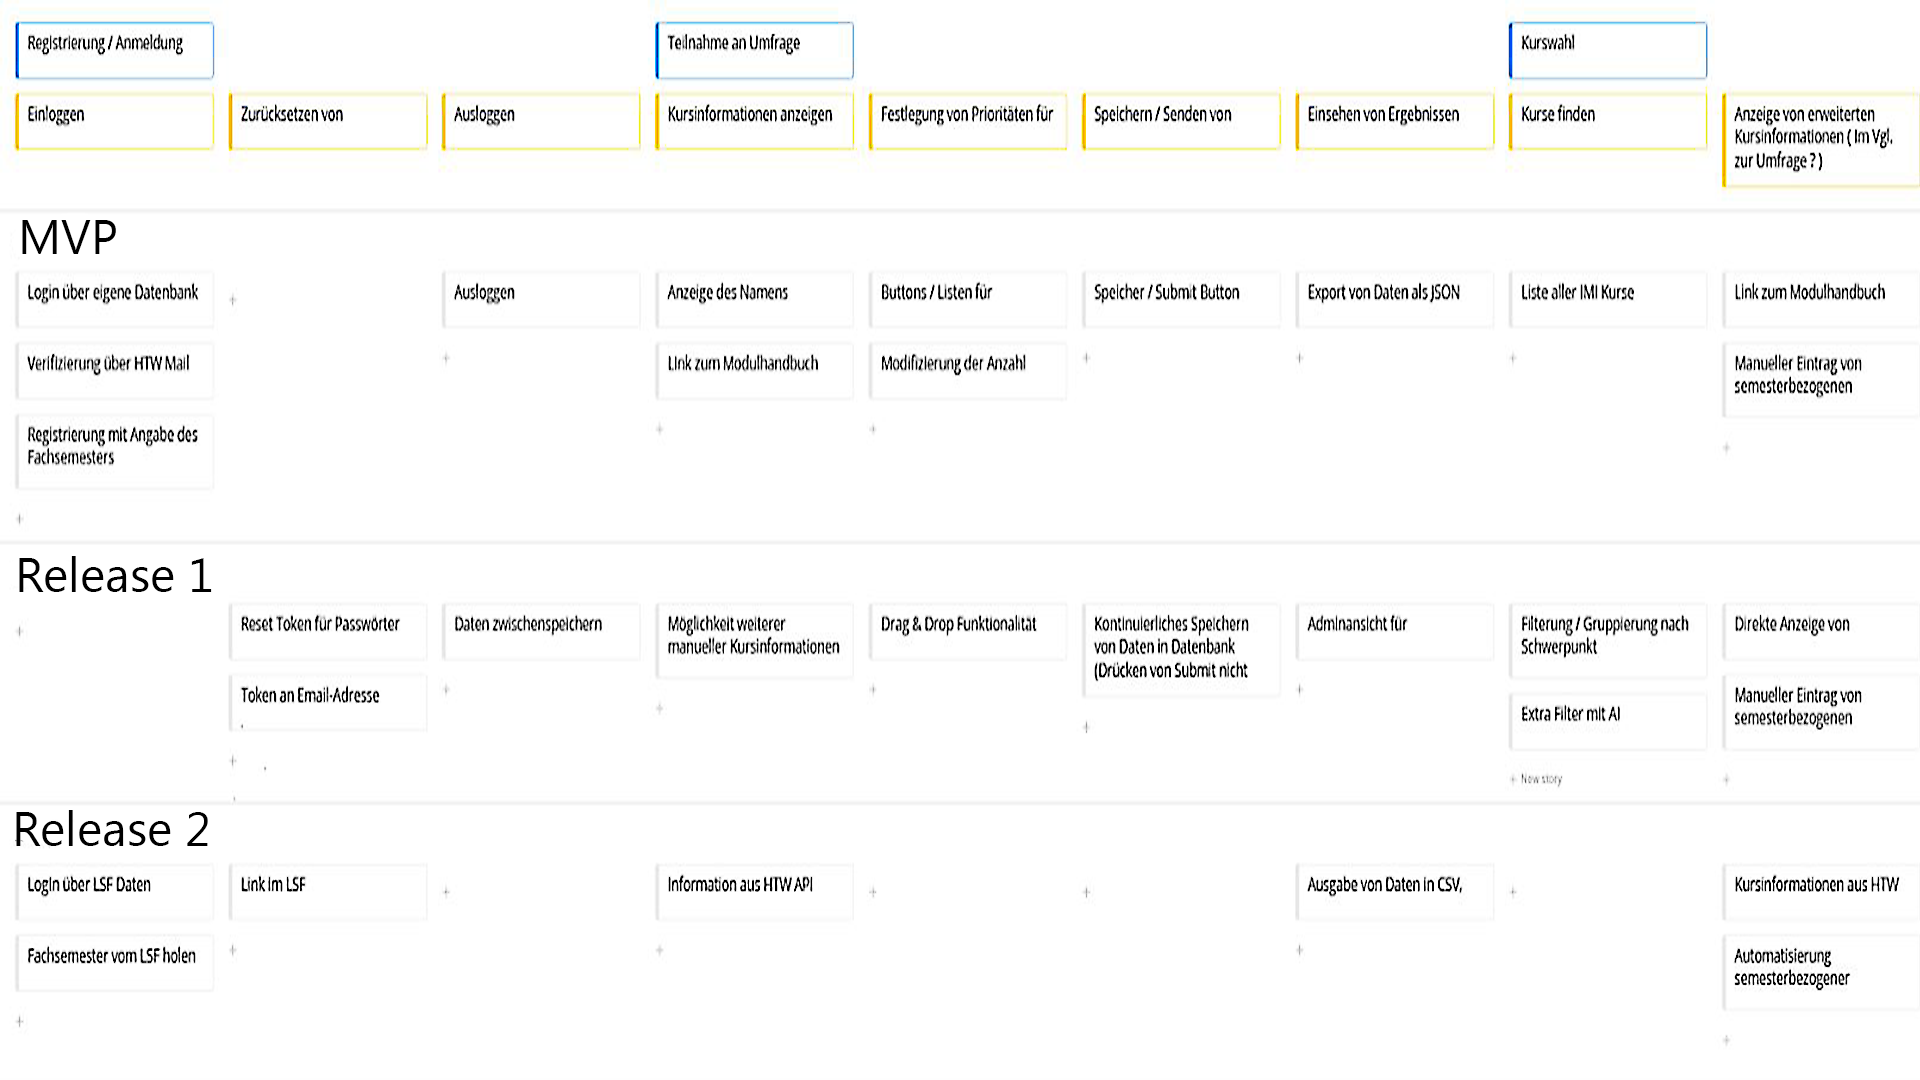 Registrierung / Anmeldung
Teilnahme an Umfrage
Kurswahl
Einloggen
Zurücksetzen von
Ausloggen
Kursinformationen anzeigen
Festlegung von Prioritäten für
Speichern / Senden von
Einsehen von Ergebnissen
Kurse finden
Anzeige von erweiterten
Kursinformationen ( im Vgl.
zur Umfrage ? )
MVP
Login über eigene Datenbank
Ausloggen
Anzeige des Namens
Buttons / Listen für
Speicher / Submit Button
Export von Daten als JSON
Liste aller IMI Kurse
Link zum Modulhandbuch
Verifizierung über HTW Mail
Link zum Modulhandbuch
Modifizierung der Anzahl
Manueller Eintrag von
semesterbezogenen
Registrierung mit Angabe des
Fachsemesters
Release 1
Reset Token für Passwörter
Daten zwischenspeichern
Möglichkeit weiterer
manueller Kursinformationen
Drag & Drop Funktionalität
Kontinuierliches Speichern
von Daten in Datenbank
(Drücken von Submit nicht
Adminansicht für
Filterung / Gruppierung nach
Schwerpunkt
Direkte Anzeige von
Token an Email-Adresse
Extra Filter mit AI
Manueller Eintrag von
semesterbezogenen
+ New story
Release 2
Login über LSF Daten
Link im LSF
Information aus HTW API
Ausgabe von Daten in CSV,
Kursinformationen aus HTW
Fachsemester vom LSF holen
Automatisierung
semesterbezogener